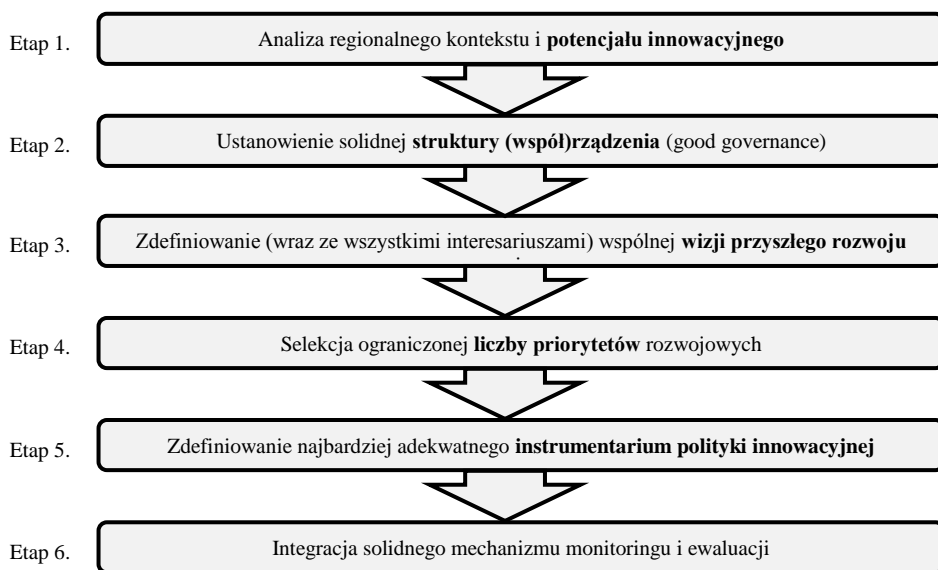 Etap 1. Analiza regionalnego kontekstu i potencjału innowacyjnego
Etap 2. Ustanowienie solidnej struktury (współ)rządzenia (good governance)
Etap 3. Zdefiniowanie (wraz ze wszystkimi interesariuszami) wspólnej wizji przyszłego rozwoju
Etap 4. Selekcja ograniczonej liczby priorytetów rozwojowych
Etap 5. Zdefiniowanie najbardziej adekwatnego instrumentarium polityki innowacyjnej
Etap 6. Integracja solidnego mechanizmu monitoringu i ewaluacji